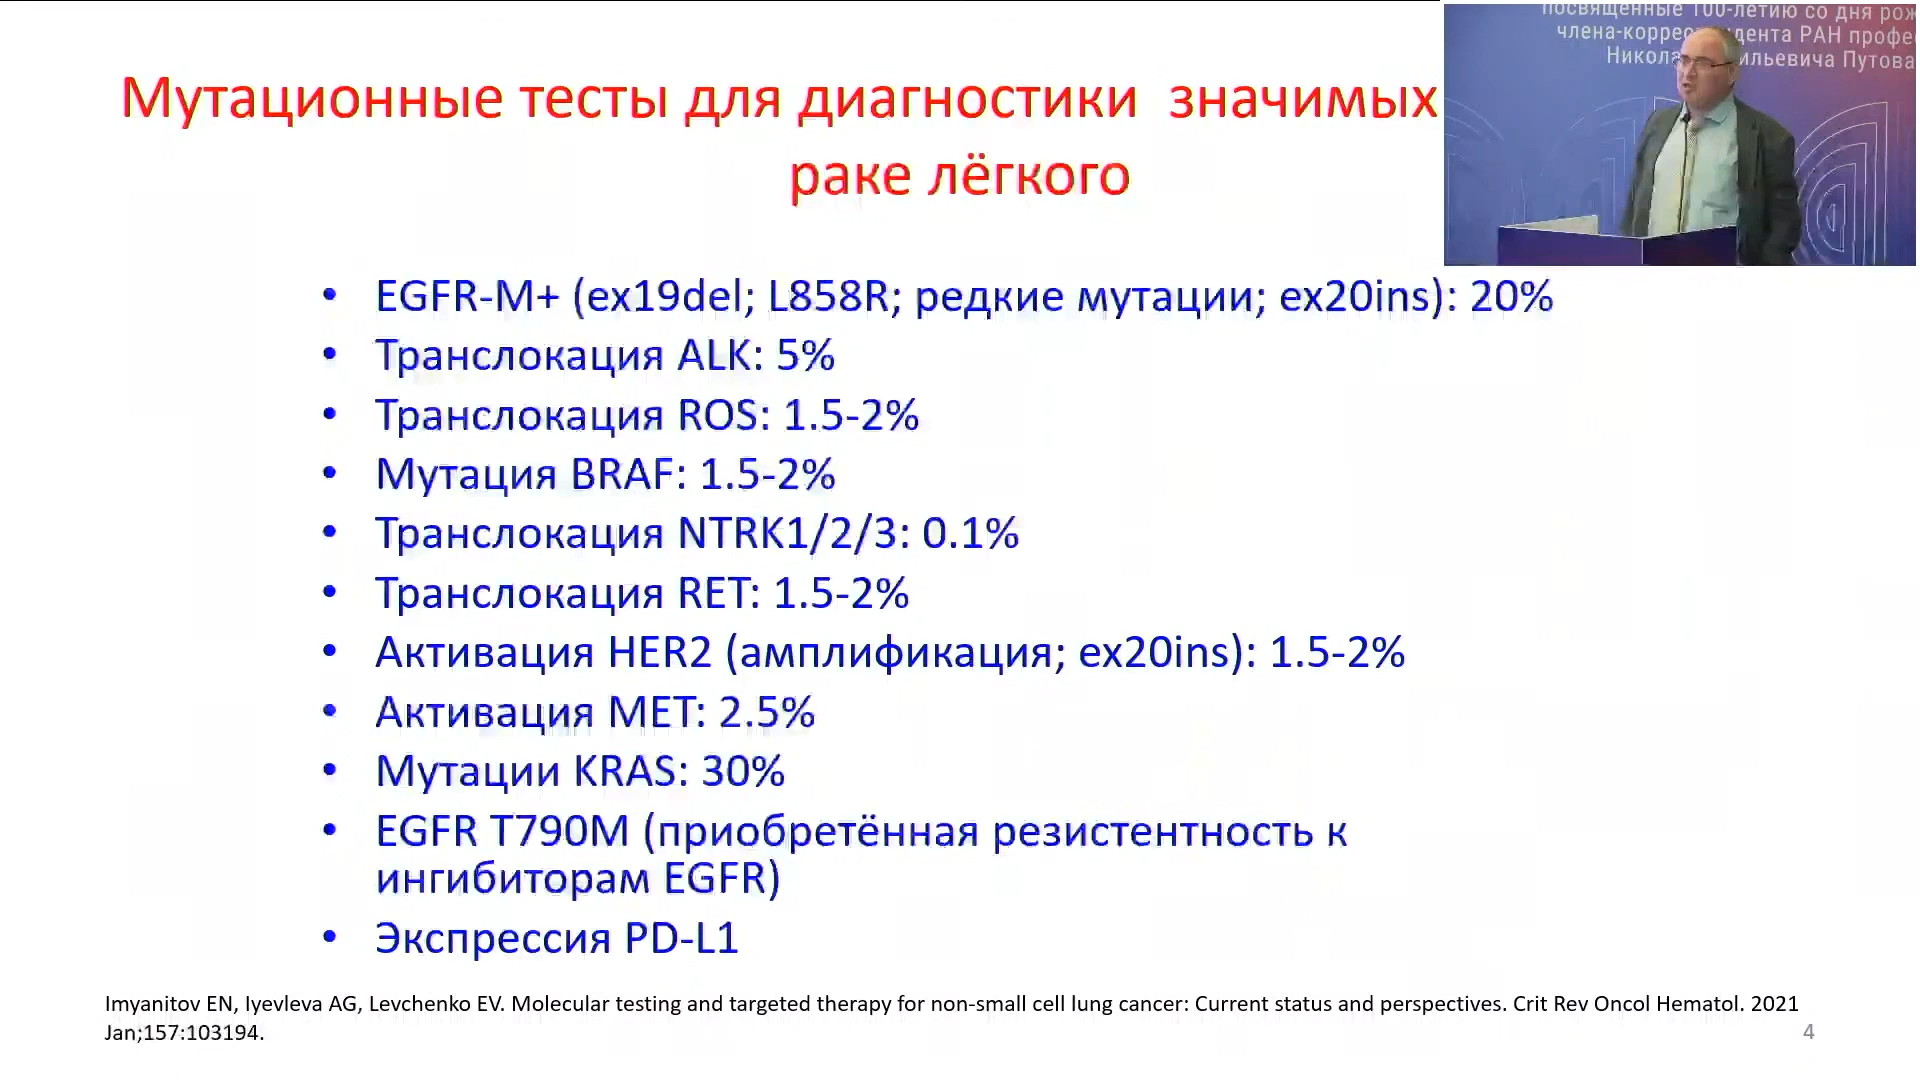 посвященные 100-летию со дня рож
члена-коррес дента РАН профе
Никол ильевича Путова
Мутационные тесты для диагностики значимых
раке лёгкого
• EGFR-M+ (ex19del; L858R; редкие мутации; ex20ins): 20%
• Транслокация ALK: 5%
• Транслокация ROS: 1.5-2%
• Мутация BRAF: 1.5-2%
• Транслокация NTRK1/2/3: 0.1%
• Транслокация RET: 1.5-2%
• Активация HER2 (амплификация; ex20ins): 1.5-2%
• Активация MET: 2.5%
• Мутации KRAS: 30%
• EGFR T790M (приобретённая резистентность к
ингибиторам EGFR)
• Экспрессия PD-L1
Imyanitov EN, Iyevleva AG, Levchenko EV. Molecular testing and targeted therapy for non-small cell lung cancer: Current status and perspectives. Crit Rev Oncol Hematol. 2021
Jan;157:103194.
4